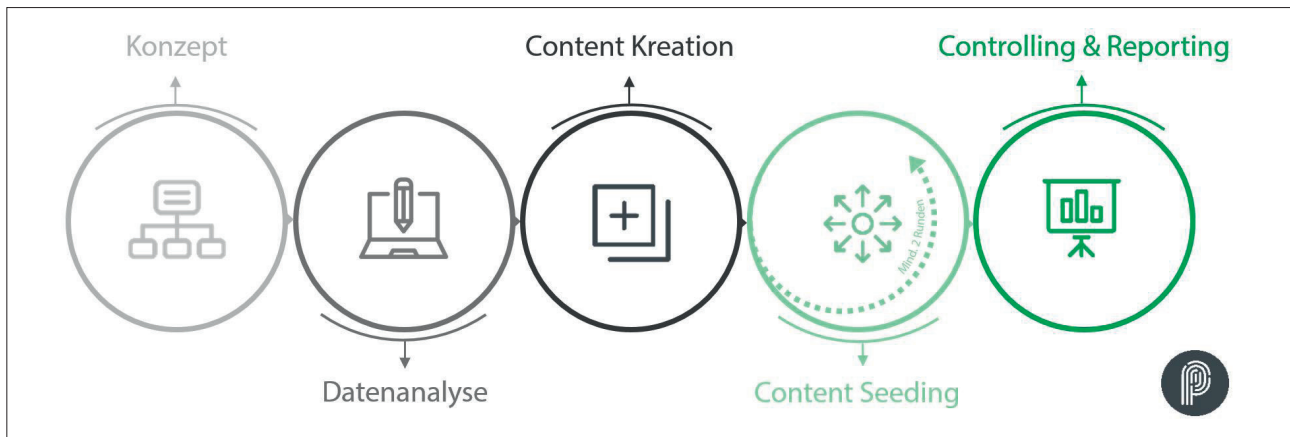 Konzept
Content Kreation
Controlling & Reporting
Mind. 2 Runden
Datenanalyse
Content Seeding